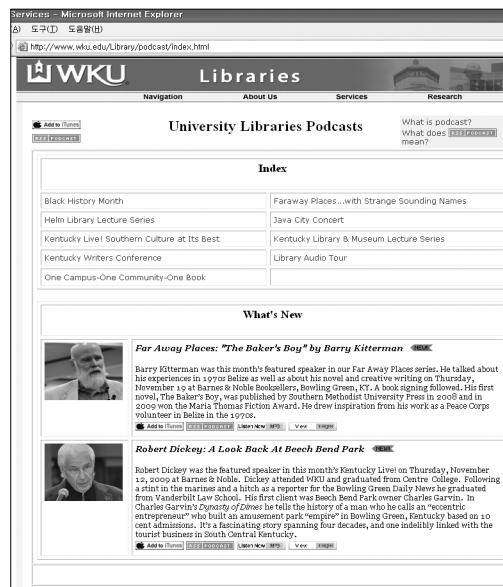 Services - Microsoft Internet Explorer
A) 도구(T) 도움말(H)
http://www.wku.edu/Library/podcast/index.html
WKU Libraries
Navigation About Us Services Research
Add to iTunes
RSS PODCAST
University Libraries Podcasts
What is podcast?
What does RSS PODCAST
mean?
Index
Black History Month Faraway Places...with Strange Sounding Names
Helm Library Lecture Series Java City Concert
Kentucky Live! Southern Culture at Its Best Kentucky Library & Museum Lecture Series
Kentucky Writers Conference Library Audio Tour
One Campus-One Community-One Book
What's New
Far Away Places: "The Baker's Boy" by Barry Kitterman NEW
Barry Kitterman was this month's featured speaker in our Far Away Places series. He talked about
his experiences in 1970s Belize as well as about his novel and creative writing on Thursday,
November 19 at Barnes & Noble Booksellers, Bowling Green, KY. A book signing followed. His first
novel, The Baker's Boy, was published by Southern Methodist University Press in 2008 and in
2009 won the Maria Thomas Fiction Award. He drew inspiration from his work as a Peace Corps
volunteer in Belize in the 1970s.
Add to iTunes RSS PODCAST Listen Now MP3 View Images
Robert Dickey: A Look Back At Beech Bend Park NEW
Robert Dickey was the featured speaker in this month's Kentucky Live! on Thursday, November
12, 2009 at Barnes & Noble. Dickey attended WKU and graduated from Centre College. Following
a stint in the marines and a hitch as a reporter for the Bowling Green Daily News he graduated
from Vanderbilt Law School. His first client was Beech Bend Park owner Charles Garvin. In
Charles Garvin's Dynasty of Dimes he tells the history of a man who he calls an "eccentric
entrepreneur" who built an amusement park "empire" in Bowling Green, Kentucky based on 10
cent admissions. It's a fascinating story spanning four decades, and one indelibly linked with the
tourist business in South Central Kentucky.
Add to iTunes RSS PODCAST Listen Now MP3 View Images